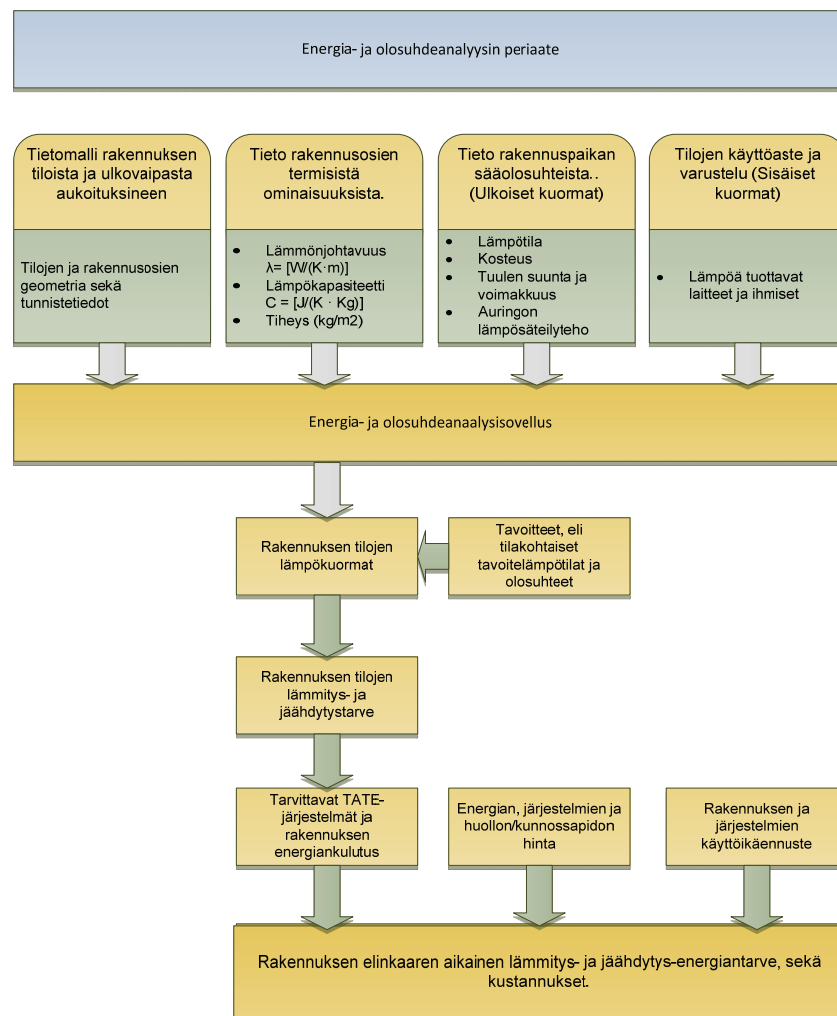 Energia- ja olosuhdeanalyysin periaate
Tietomalli rakennuksen
tiloista ja ulkovaipasta
aukoituksineen
Tilojen ja rakennusosien
geometria sekä
tunnistetiedot
Tieto rakennusosien
termisistä
ominaisuuksista.
• Lämmönjohtavuus
λ= [W/(K·m)]
• Lämpökapasiteetti
C = [J/(K · Kg)]
• Tiheys (kg/m2)
Tieto rakennuspaikan
sääolosuhteista..
(Ulkoiset kuormat)
• Lämpötila
• Kosteus
• Tuulen suunta ja
voimakkuus
• Auringon
lämpösäteilyteho
Tilojen käyttöaste ja
varustelu (Sisäiset
kuormat)
• Lämpöä tuottavat
laitteet ja ihmiset
Energia- ja olosuhdeanaalysisovellus
Rakennuksen tilojen
lämpökuormat
Tavoitteet, eli
tilakohtaiset
tavoitelämpötilat ja
olosuhteet
Rakennuksen tilojen
lämmitys- ja
jäähdytystarve
Tarvittavat TATE-
järjestelmät ja
rakennuksen
energiankulutus
Energian, järjestelmien ja
huollon/kunnossapidon
hinta
Rakennuksen ja
järjestelmien
käyttöikäennuste
Rakennuksen elinkaaren aikainen lämmitys- ja jäähdytys-energiantarve, sekä
kustannukset.